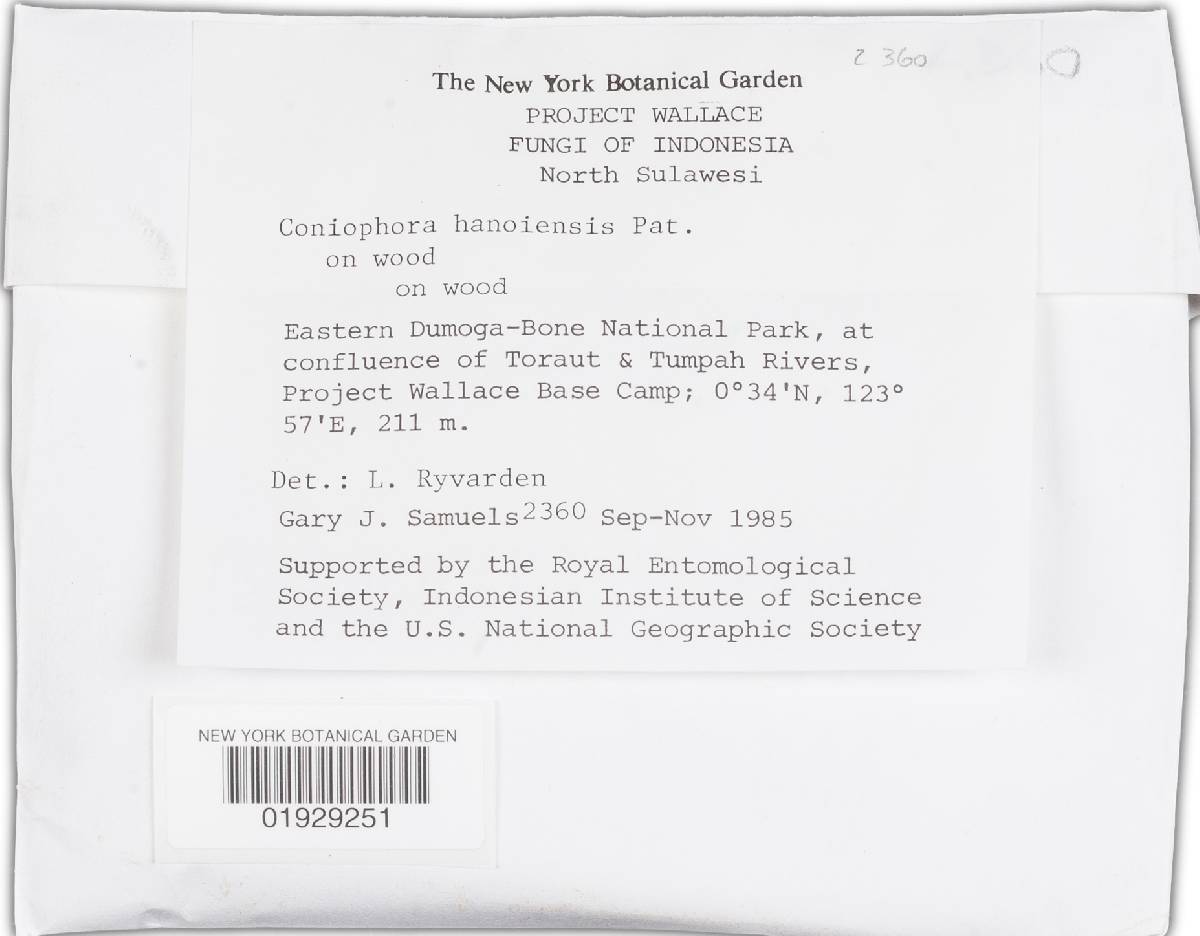 2 360
The New York Botanical Garden
PROJECT WALLACE
FUNGI OF INDONESIA
North Sulawesi
Coniophora hanoiensis Pat.
on wood
on wood
Eastern Dumoga-Bone National Park, at
confluence of Toraut & Tumpah Rivers,
Project Wallace Base Camp; 0°34'N, 123°
57'E, 211 m.
Det.: L. Ryvarden
Gary J. Samuels 2360 Sep-Nov 1985
Supported by the Royal Entomological
Society, Indonesian Institute of Science
and the U.S. National Geographic Society
NEW YORK BOTANICAL GARDEN
01929251